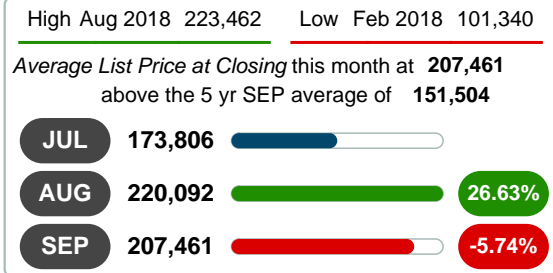 High Aug 2018 223,462 Low Feb 2018 101,340
Average List Price at Closing this month at 207,461
above the 5 yr SEP average of 151,504
JUL 173,806
AUG 220,092 26.63%
SEP 207,461 -5.74%